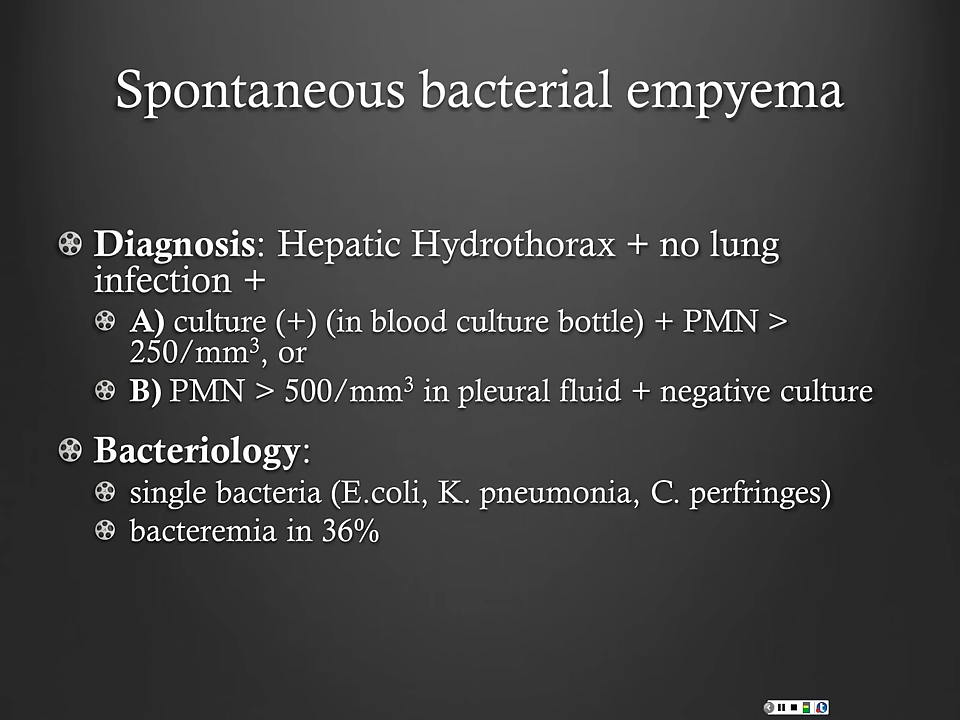 Spontaneous bacterial empyema
Diagnosis: Hepatic Hydrothorax + no lung
infection +
A) culture (+) (in blood culture bottle) + PMN >
250/mm³, or
B) PMN > 500/mm³ in pleural fluid + negative culture
Bacteriology:
single bacteria (E.coli, K. pneumonia, C. perfringes)
bacteremia in 36%